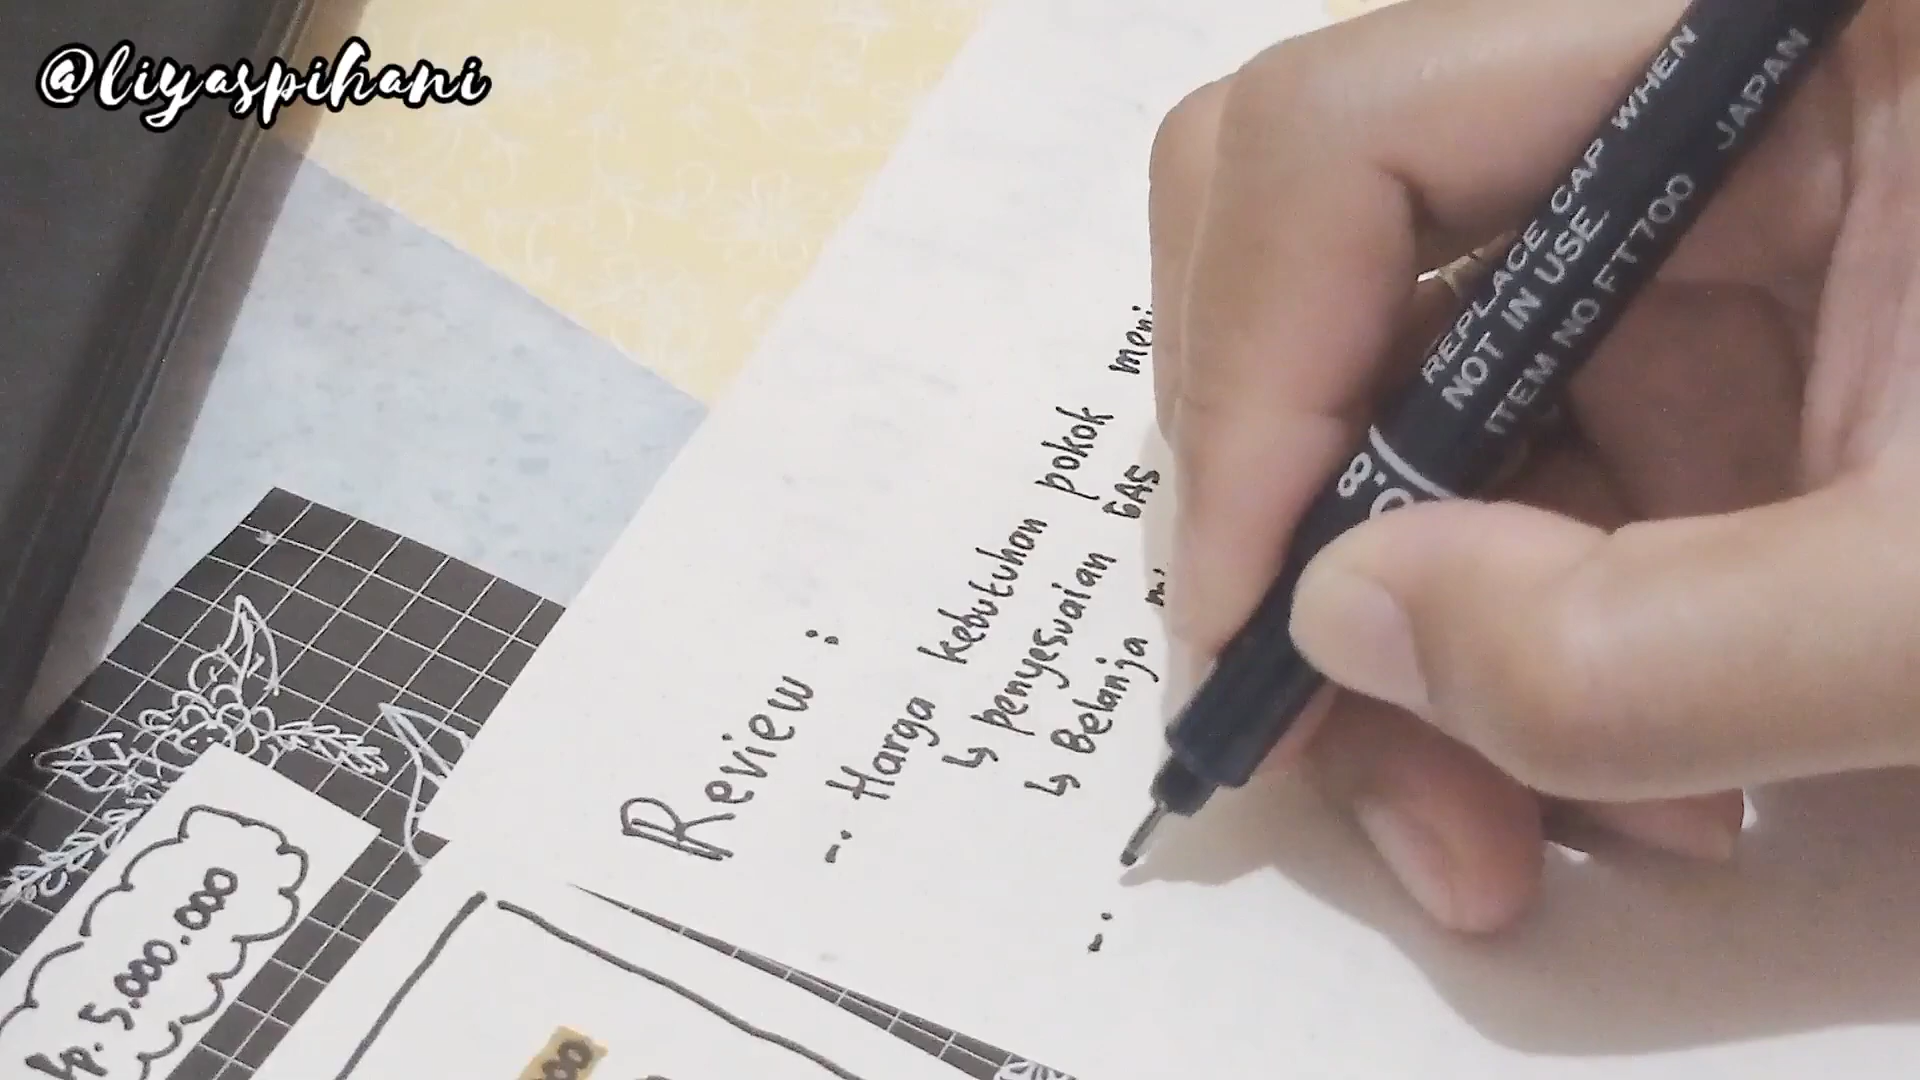 @liyaspihani
REPLACE CAP WHEN
NOT IN USE.
JAPAN
ITEM NO FT700
Review :
-. Harga kebutuhan pokok
↳ penyesuaian GAS
↳ Belanja
-.
Rp. 5.000.000